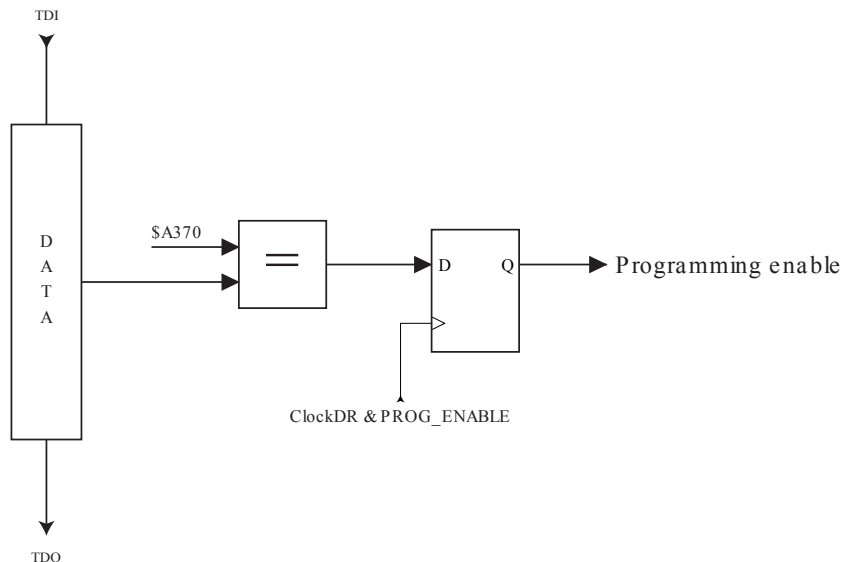 TDI
D
A
T
A
$A370
=
D Q
Programming enable
ClockDR & PROG_ENABLE
TDO